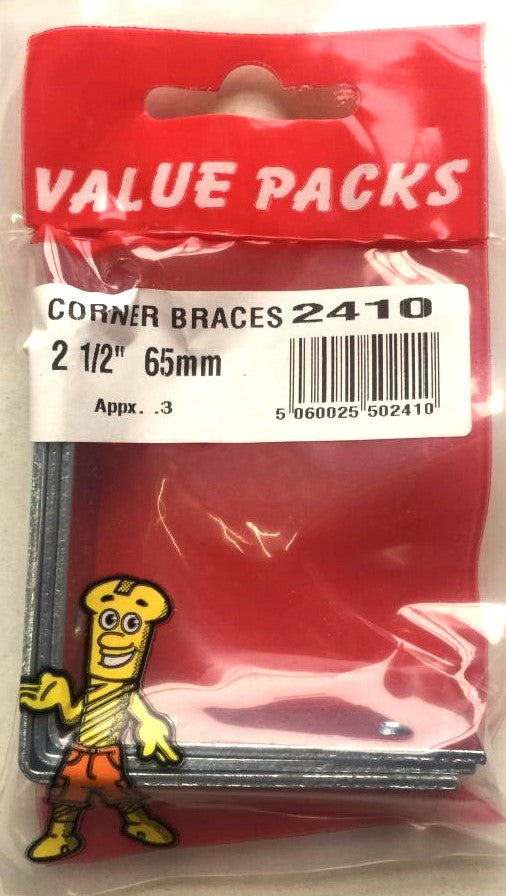 VALUE PACKS
CORNER BRACES 2410
2 1/2" 65mm
Appx. .3
5 060025 502410